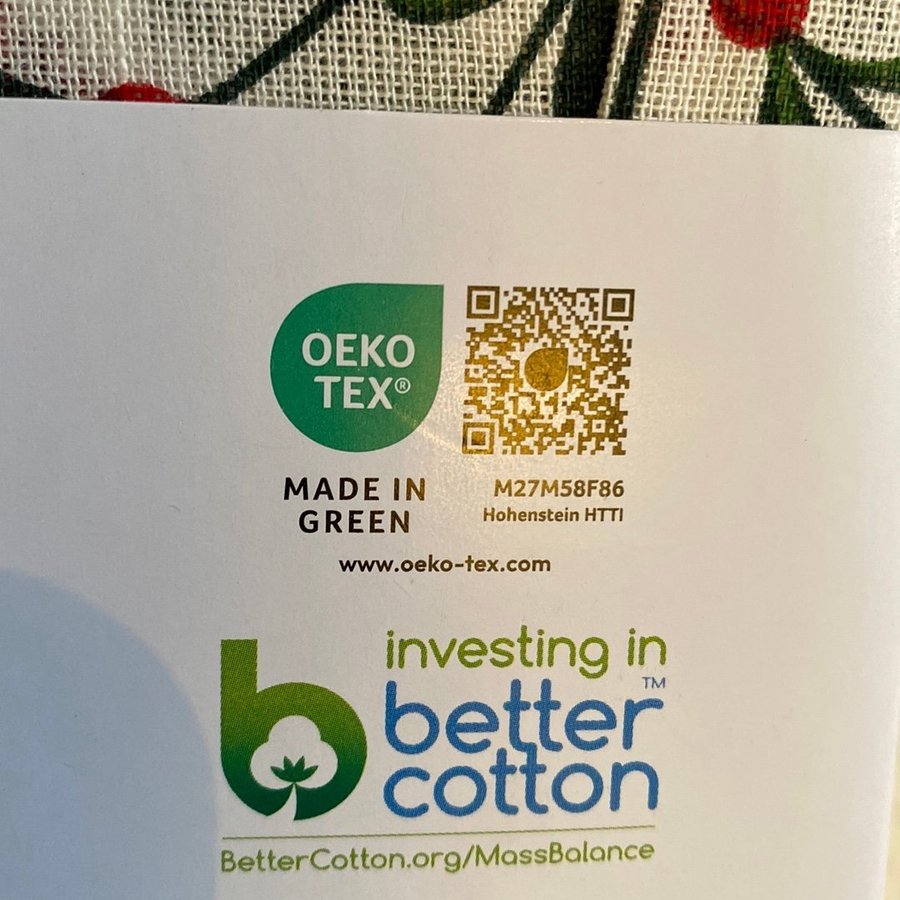 OEKO
TEX®
MADE IN
GREEN
M27M58F86
Hohenstein HTTI
www.oeko-tex.com
investing in
better™
cotton
BetterCotton.org/MassBalance